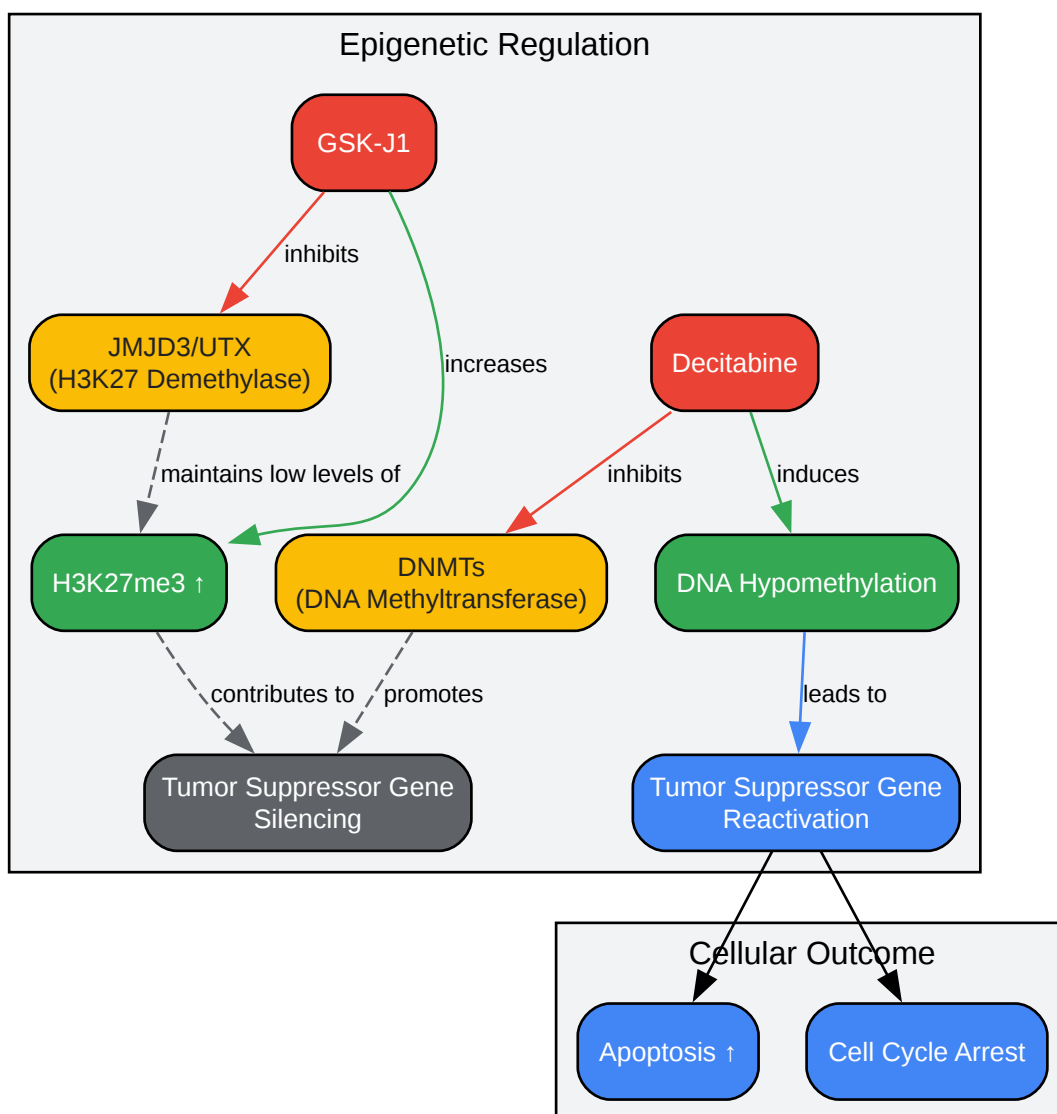 Epigenetic Regulation
GSK-J1
inhibits
increases
JMJD3/UTX
(H3K27 Demethylase)
Decitabine
maintains low levels of
inhibits
induces
H3K27me3 ↑
DNMTs
(DNA Methyltransferase)
DNA Hypomethylation
contributes to
promotes
leads to
Tumor Suppressor Gene
Silencing
Tumor Suppressor Gene
Reactivation
Cellular Outcome
Apoptosis ↑
Cell Cycle Arrest